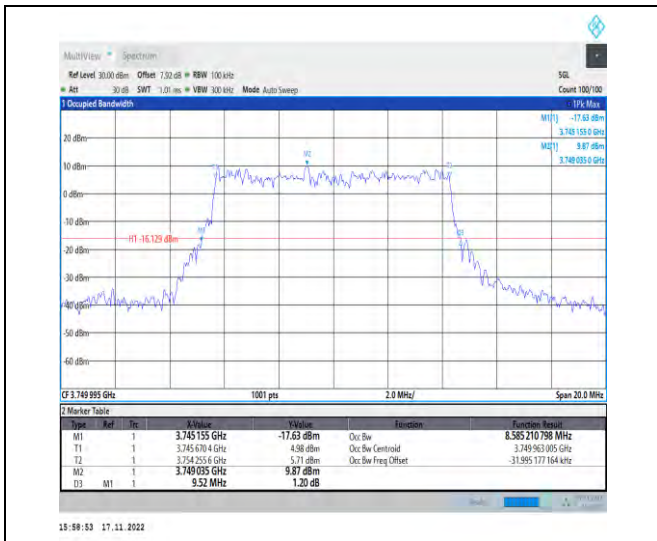 MultiView Spectrum
Ref Level 30.00 dBm Offset 7.92 dB RBW 100 kHz SGL
Att 30 dB SWT 1.01 ms VBW 300 kHz Mode Auto Sweep Count 100/100
1 Occupied Bandwidth 1Pk Max
M1[1] -17.63 dBm
3.745 155 0 GHz
M2[1] 9.87 dBm
3.749 035 0 GHz
20 dBm
M2
10 dBm
T1
T2
0 dBm
-10 dBm
M1
D3
H1 -16.129 dBm
-20 dBm
-30 dBm
-40 dBm
-50 dBm
-60 dBm
CF 3.749 995 GHz 1001 pts 2.0 MHz/ Span 20.0 MHz
2 Marker Table
Type Ref Trc X-Value Y-Value Function Function Result
M1 1 3.745 155 GHz -17.63 dBm Occ Bw 8.585 210 798 MHz
T1 1 3.745 670 4 GHz 4.98 dBm Occ Bw Centroid 3.749 963 005 GHz
T2 1 3.754 255 6 GHz 5.71 dBm Occ Bw Freq Offset -31.995 177 164 kHz
M2 1 3.749 035 GHz 9.87 dBm
D3 M1 1 9.52 MHz 1.20 dB
15:58:53 17.11.2022